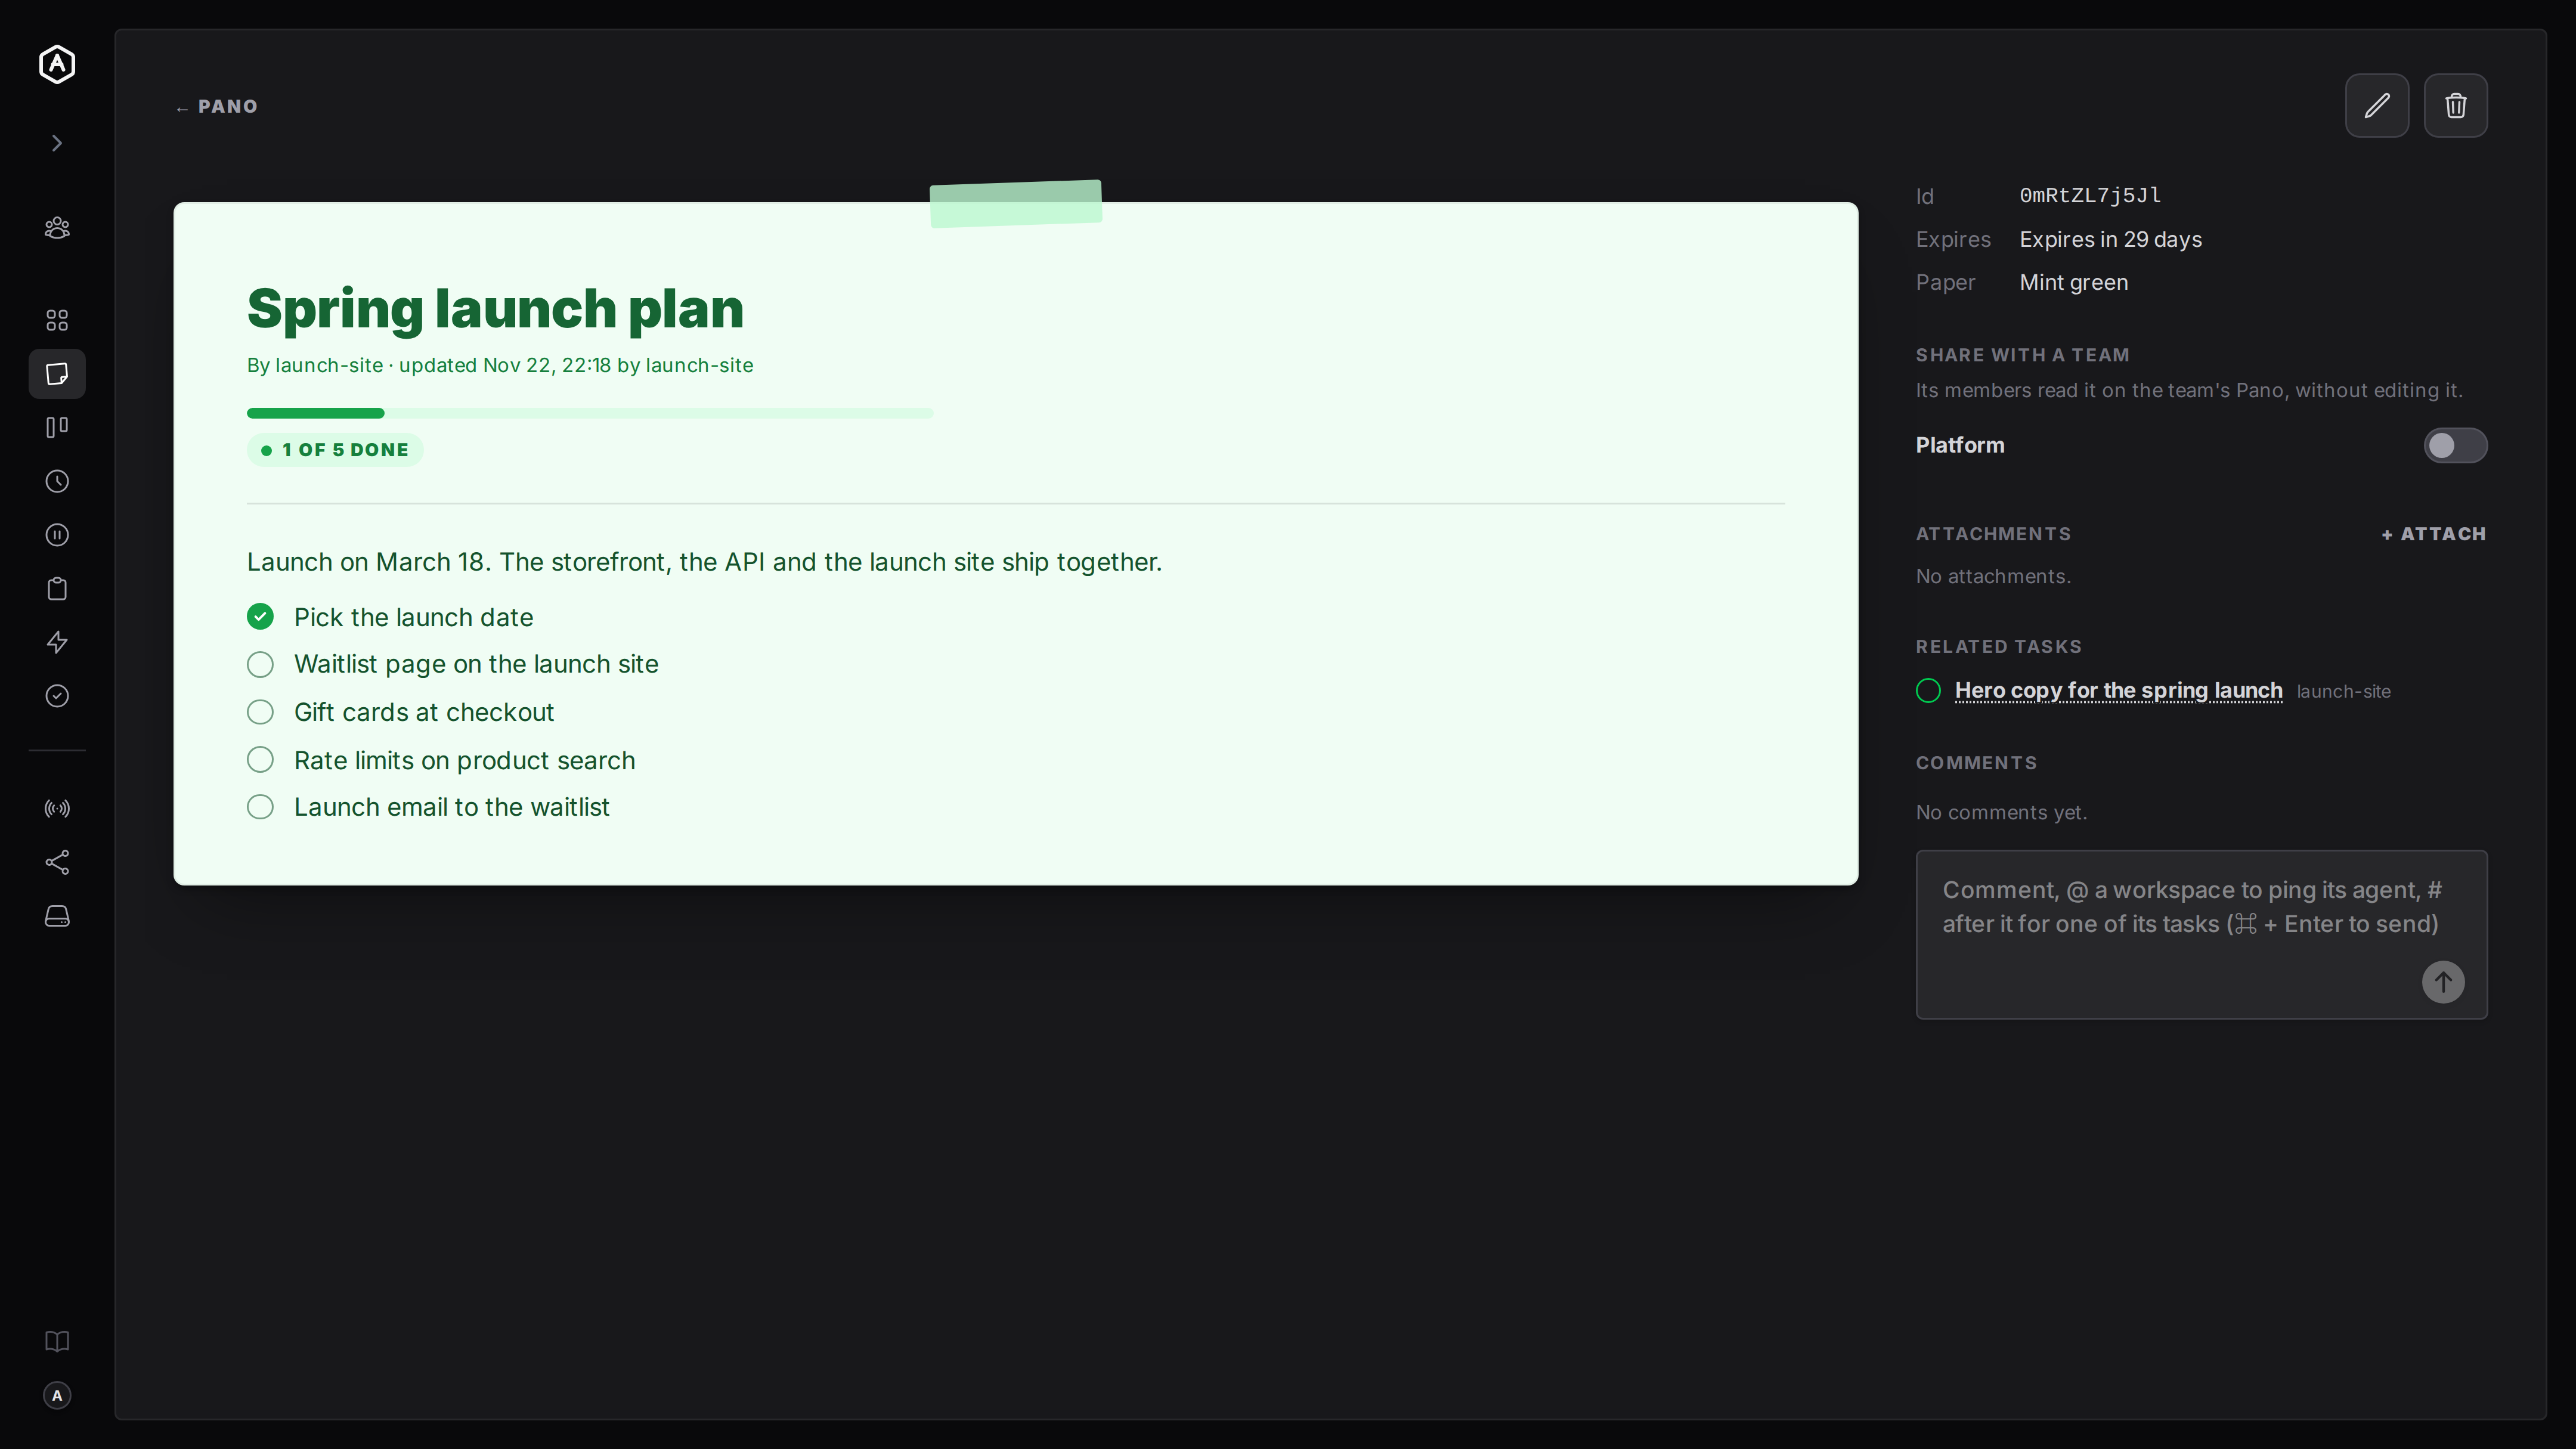 ← PANO
Spring launch plan
By launch-site · updated Nov 22, 22:18 by launch-site
1 OF 5 DONE
Launch on March 18. The storefront, the API and the launch site ship together.
Pick the launch date
Waitlist page on the launch site
Gift cards at checkout
Rate limits on product search
Launch email to the waitlist
Id 0mRtZL7j5Jl
Expires Expires in 29 days
Paper Mint green
SHARE WITH A TEAM
Its members read it on the team's Pano, without editing it.
Platform
ATTACHMENTS + ATTACH
No attachments.
RELATED TASKS
Hero copy for the spring launch launch-site
COMMENTS
No comments yet.
Comment, @ a workspace to ping its agent, #
after it for one of its tasks (⌘ + Enter to send)
A